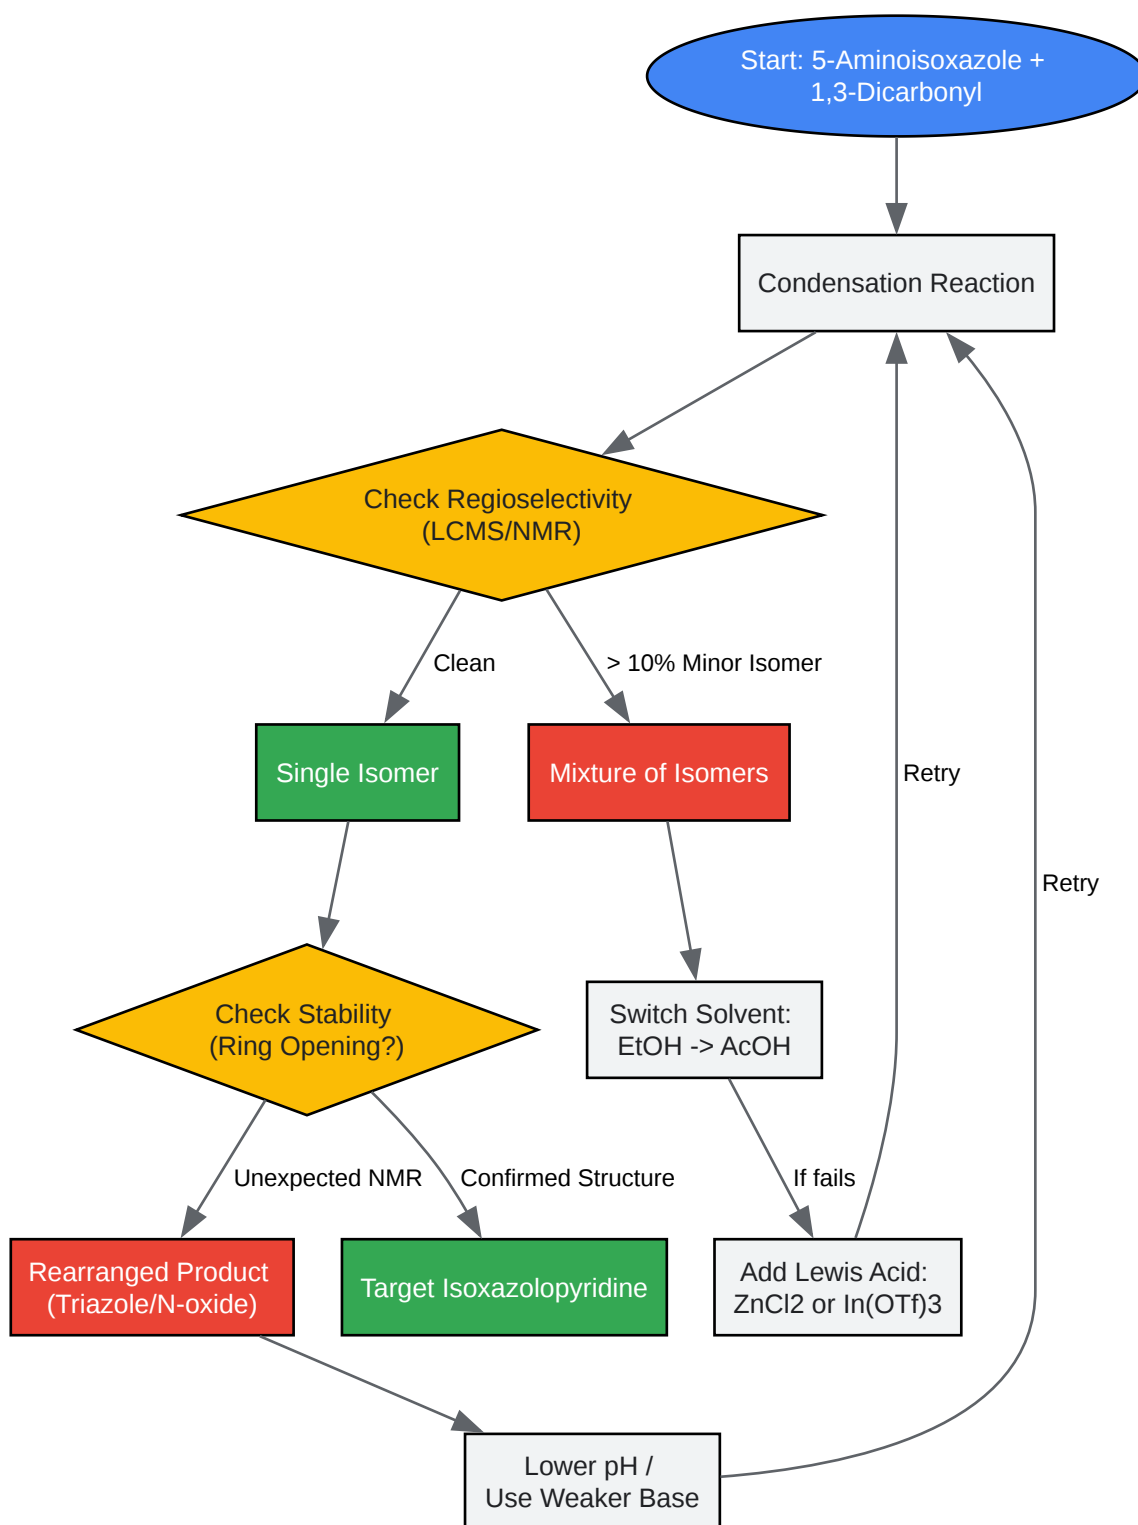 Start: 5-Aminoisoxazole +
1,3-Dicarbonyl
Condensation Reaction
Check Regioselectivity
(LCMS/NMR)
Clean
> 10% Minor Isomer
Single Isomer
Mixture of Isomers
Retry
Retry
Check Stability
(Ring Opening?)
Switch Solvent:
EtOH -> AcOH
Unexpected NMR
Confirmed Structure
If fails
Rearranged Product
(Triazole/N-oxide)
Target Isoxazolopyridine
Add Lewis Acid:
ZnCl2 or In(OTf)3
Lower pH /
Use Weaker Base